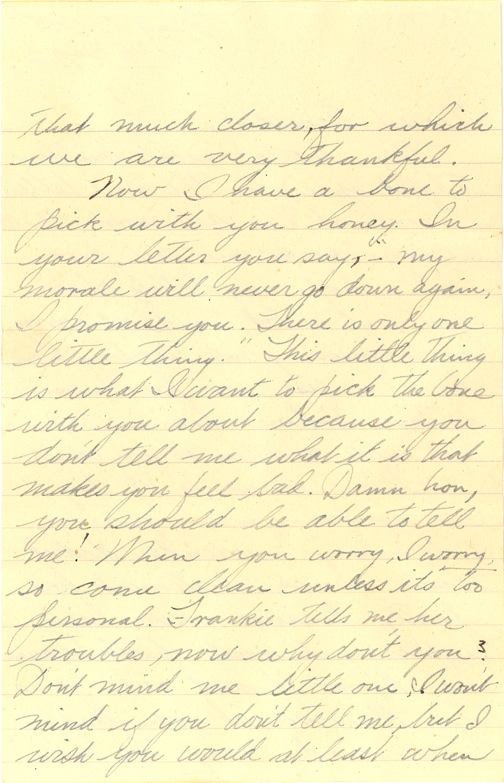 that much closer, for which
we are very thankful.
Now I have a bone to
pick with you honey. In
your letter you say, "- my
morale will never go down again,
I promise you. There is only one
little thing." This little thing
is what I want to pick the bone
with you about because you
don't tell me what it is that
makes you feel bad. Damn hon,
you should be able to tell
me! When you worry, I worry,
so come clean unless its too
personal. Frankie tells me her
troubles, now why don't you?
Don't mind me little one, I wont
mind if you don't tell me, but I
wish you would at least when